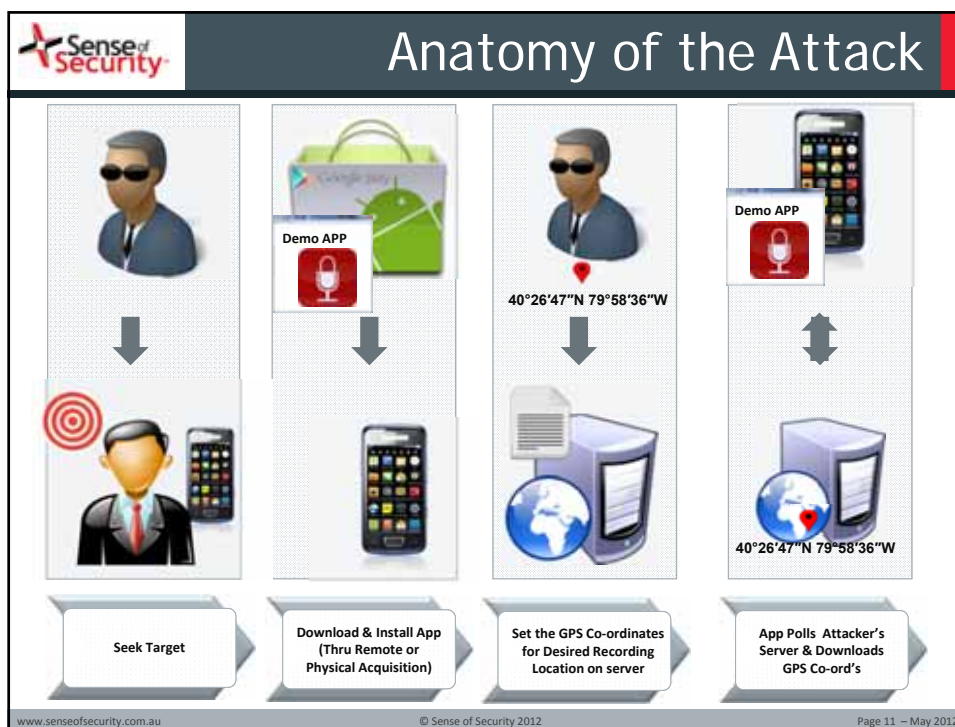 Sense of
Security
Anatomy of the Attack
Google play
Demo APP
40°26′47″N 79°58′36″W
Demo APP
40°26′47″N 79°58′36″W
Seek Target
Download & Install App
(Thru Remote or
Physical Acquisition)
Set the GPS Co-ordinates
for Desired Recording
Location on server
App Polls Attacker's
Server & Downloads
GPS Co-ord's
www.senseofsecurity.com.au
© Sense of Security 2012
Page 11 – May 2012